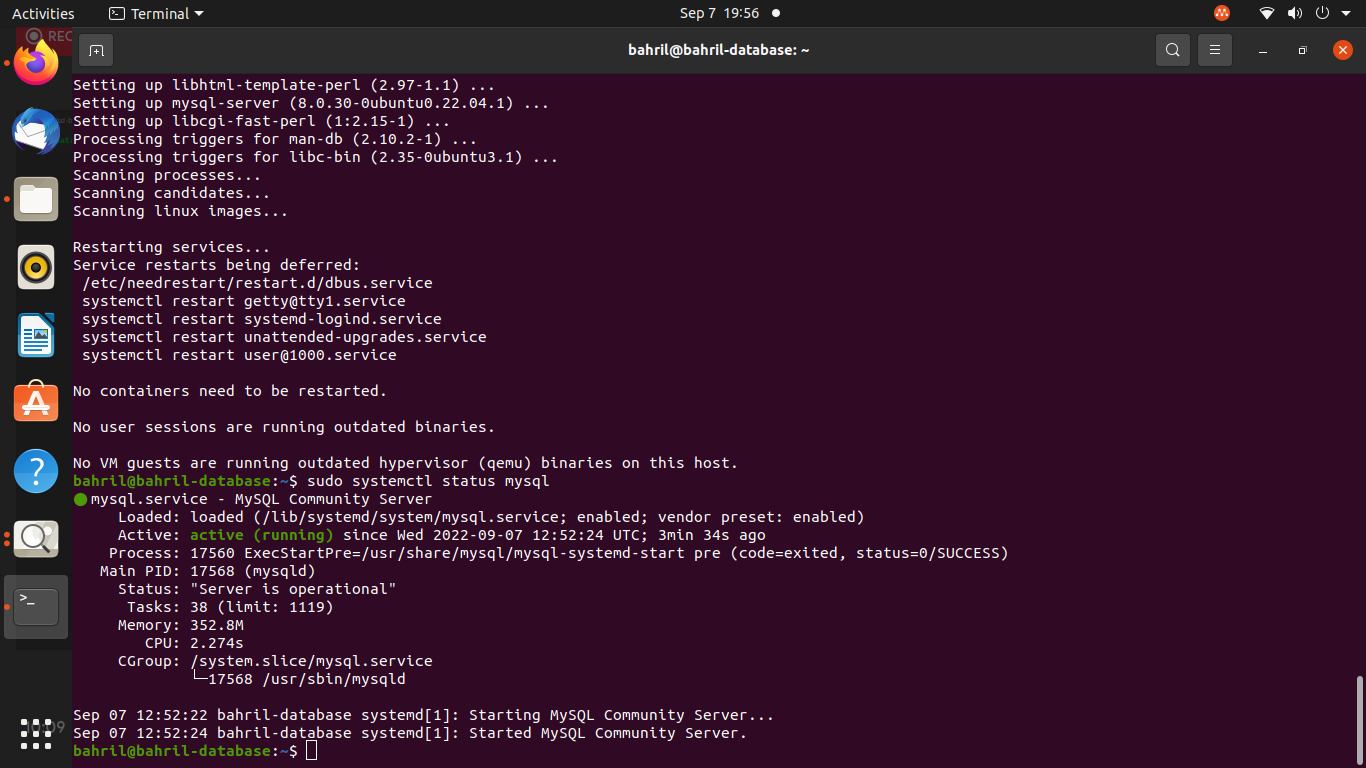 Activities
Terminal
Sep 7 19:56
REC
bahril@bahril-database: ~
Setting up libhtml-template-perl (2.97-1.1) ...
Setting up mysql-server (8.0.30-0ubuntu0.22.04.1) ...
Setting up libcgi-fast-perl (1:2.15-1) ...
Processing triggers for man-db (2.10.2-1) ...
Processing triggers for libc-bin (2.35-0ubuntu3.1) ...
Scanning processes...
Scanning candidates...
Scanning linux images...
Restarting services...
Service restarts being deferred:
/etc/needrestart/restart.d/dbus.service
systemctl restart getty@tty1.service
systemctl restart systemd-logind.service
systemctl restart unattended-upgrades.service
systemctl restart user@1000.service
No containers need to be restarted.
No user sessions are running outdated binaries.
No VM guests are running outdated hypervisor (qemu) binaries on this host.
bahril@bahril-database:~$ sudo systemctl status mysql
● mysql.service - MySQL Community Server
Loaded: loaded (/lib/systemd/system/mysql.service; enabled; vendor preset: enabled)
Active: active (running) since Wed 2022-09-07 12:52:24 UTC; 3min 34s ago
Process: 17560 ExecStartPre=/usr/share/mysql/mysql-systemd-start pre (code=exited, status=0/SUCCESS)
Main PID: 17568 (mysqld)
Status: "Server is operational"
Tasks: 38 (limit: 1119)
Memory: 352.8M
CPU: 2.274s
CGroup: /system.slice/mysql.service
└─17568 /usr/sbin/mysqld
Sep 07 12:52:22 bahril-database systemd[1]: Starting MySQL Community Server...
Sep 07 12:52:24 bahril-database systemd[1]: Started MySQL Community Server.
bahril@bahril-database:~$